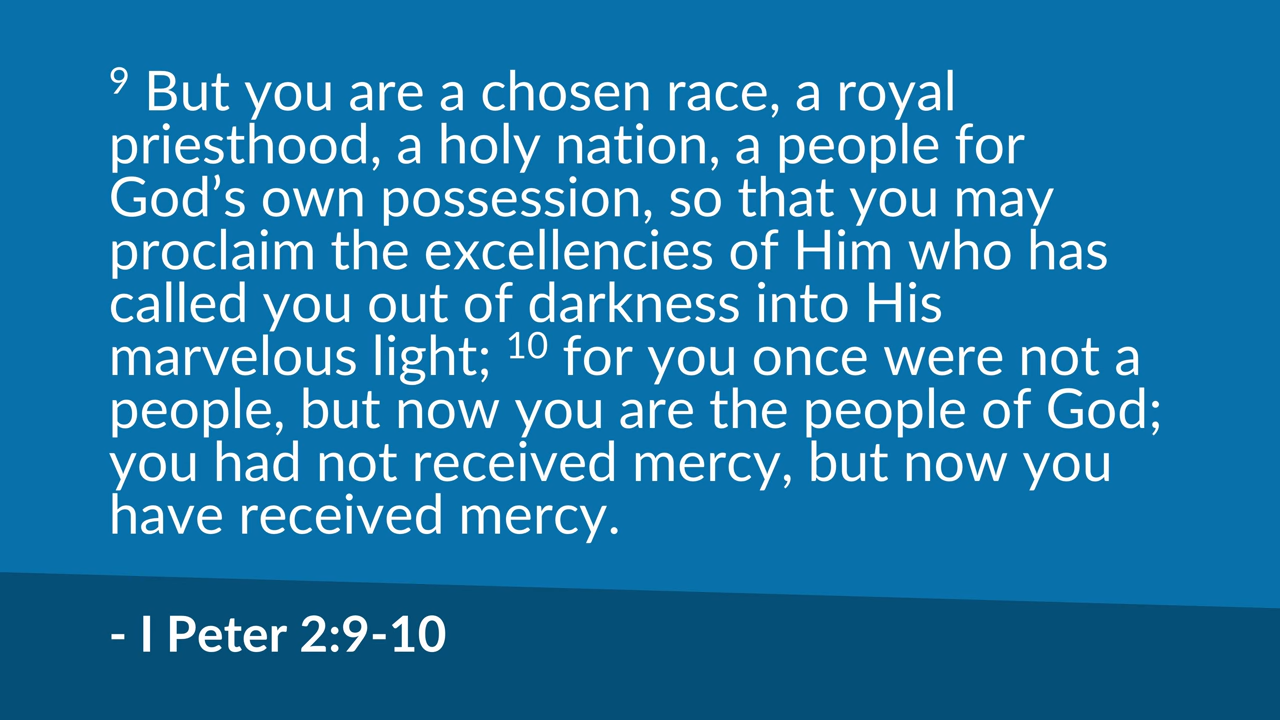 ⁹ But you are a chosen race, a royal
priesthood, a holy nation, a people for
God’s own possession, so that you may
proclaim the excellencies of Him who has
called you out of darkness into His
marvelous light; ¹⁰ for you once were not a
people, but now you are the people of God;
you had not received mercy, but now you
have received mercy.
- I Peter 2:9-10